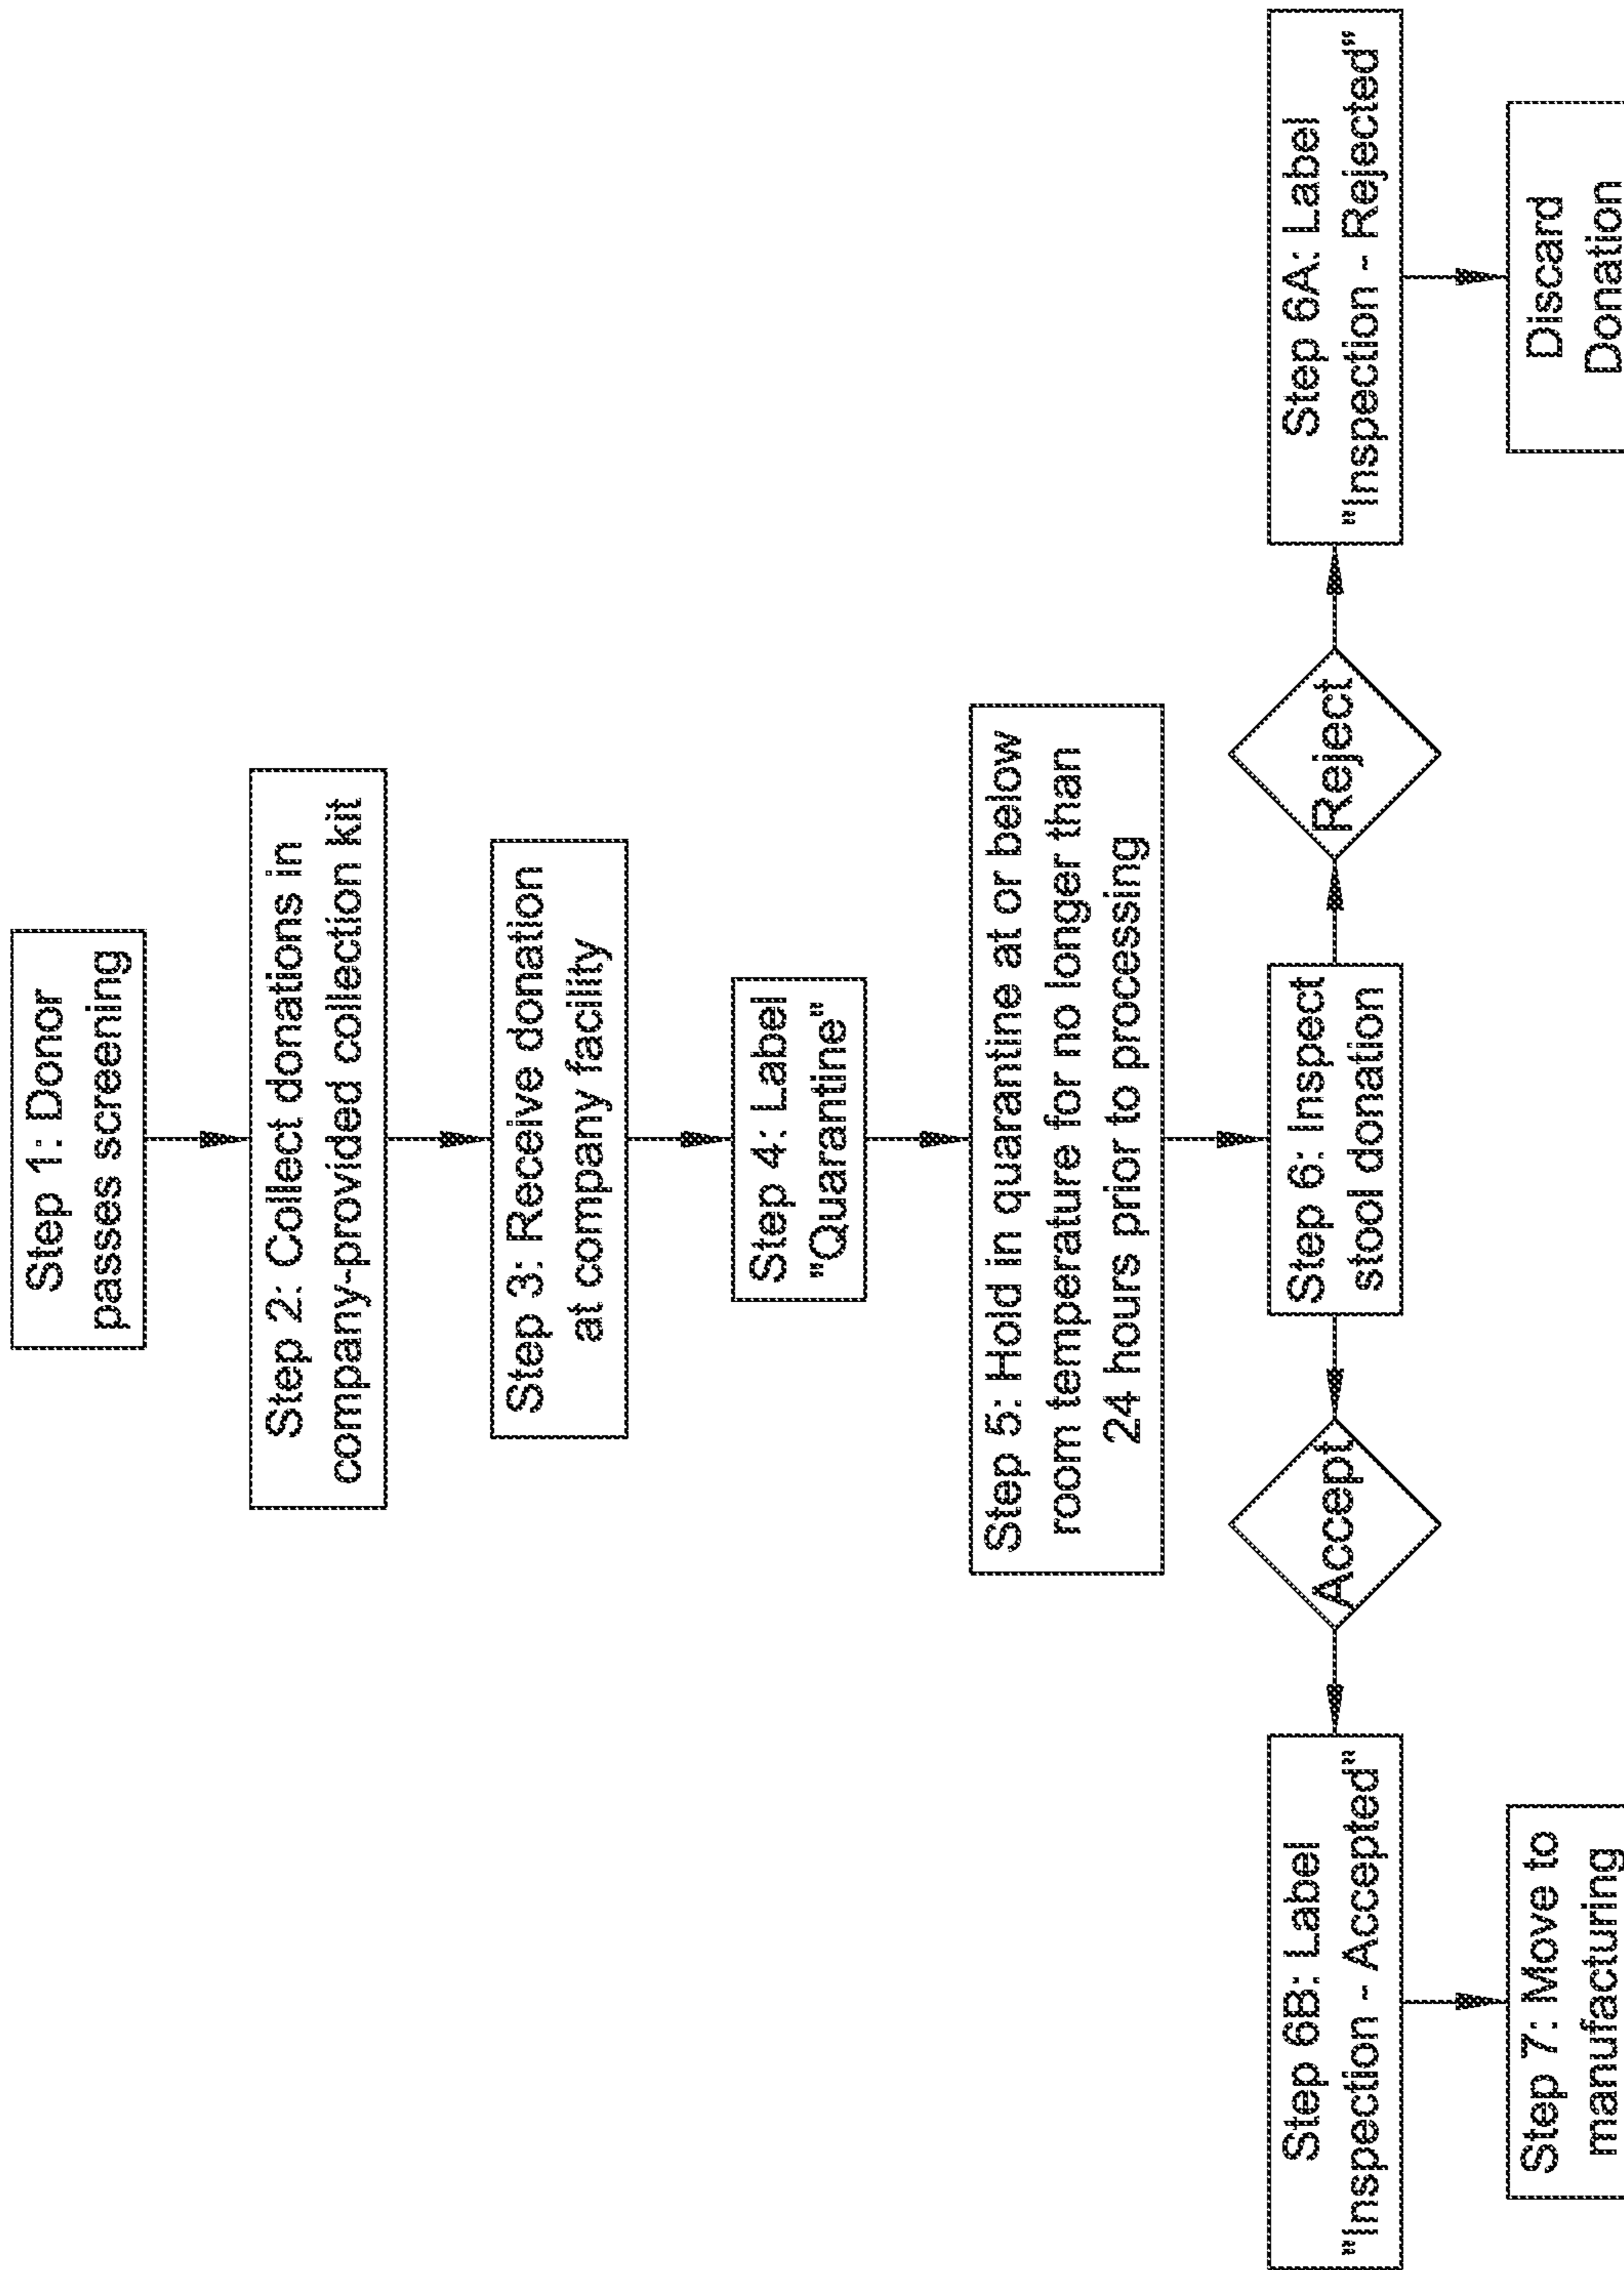 Step 1: Donor
passes screening
Step 2: Collect donations in
company-provided collection kit
Step 3: Receive donation
at company facility
Step 4: Label
"Quarantine"
Step 5: Hold in quarantine at or below
room temperature for no longer than
24 hours prior to processing
Step 6: Inspect
stool donation
Accept
Reject
Step 6B: Label
"Inspection - Accepted"
Step 6A: Label
"Inspection - Rejected"
Step 7: Move to
manufacturing
Discard
Donation